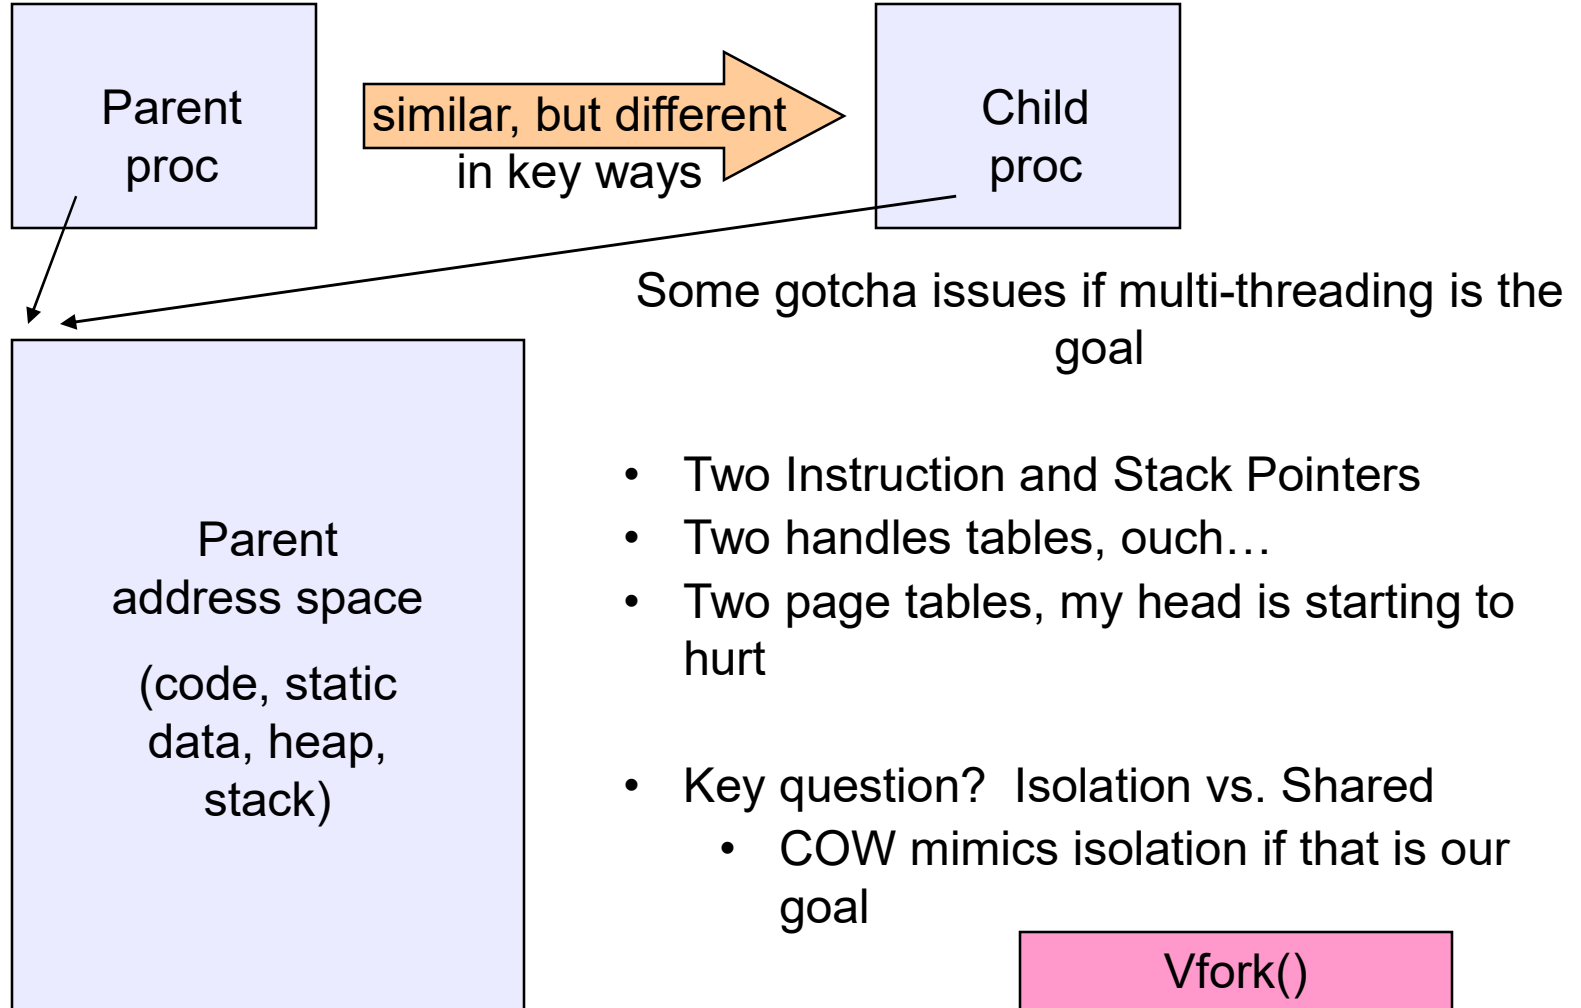 Parent
proc
similar, but different
in key ways
Child
proc
Some gotcha issues if multi-threading is the
goal
Parent
address space
(code, static
data, heap,
stack)
• Two Instruction and Stack Pointers
• Two handles tables, ouch…
• Two page tables, my head is starting to
hurt
• Key question? Isolation vs. Shared
• COW mimics isolation if that is our
goal
Vfork()